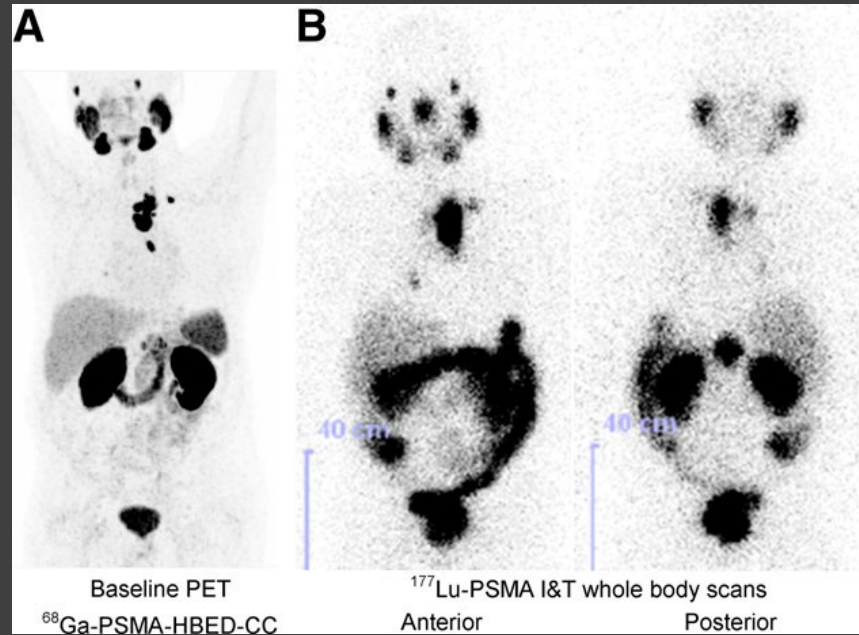 A
B
40 cm
40 cm
Baseline PET
⁶⁸Ga-PSMA-HBED-CC
¹⁷⁷Lu-PSMA I&T whole body scans
Anterior
Posterior